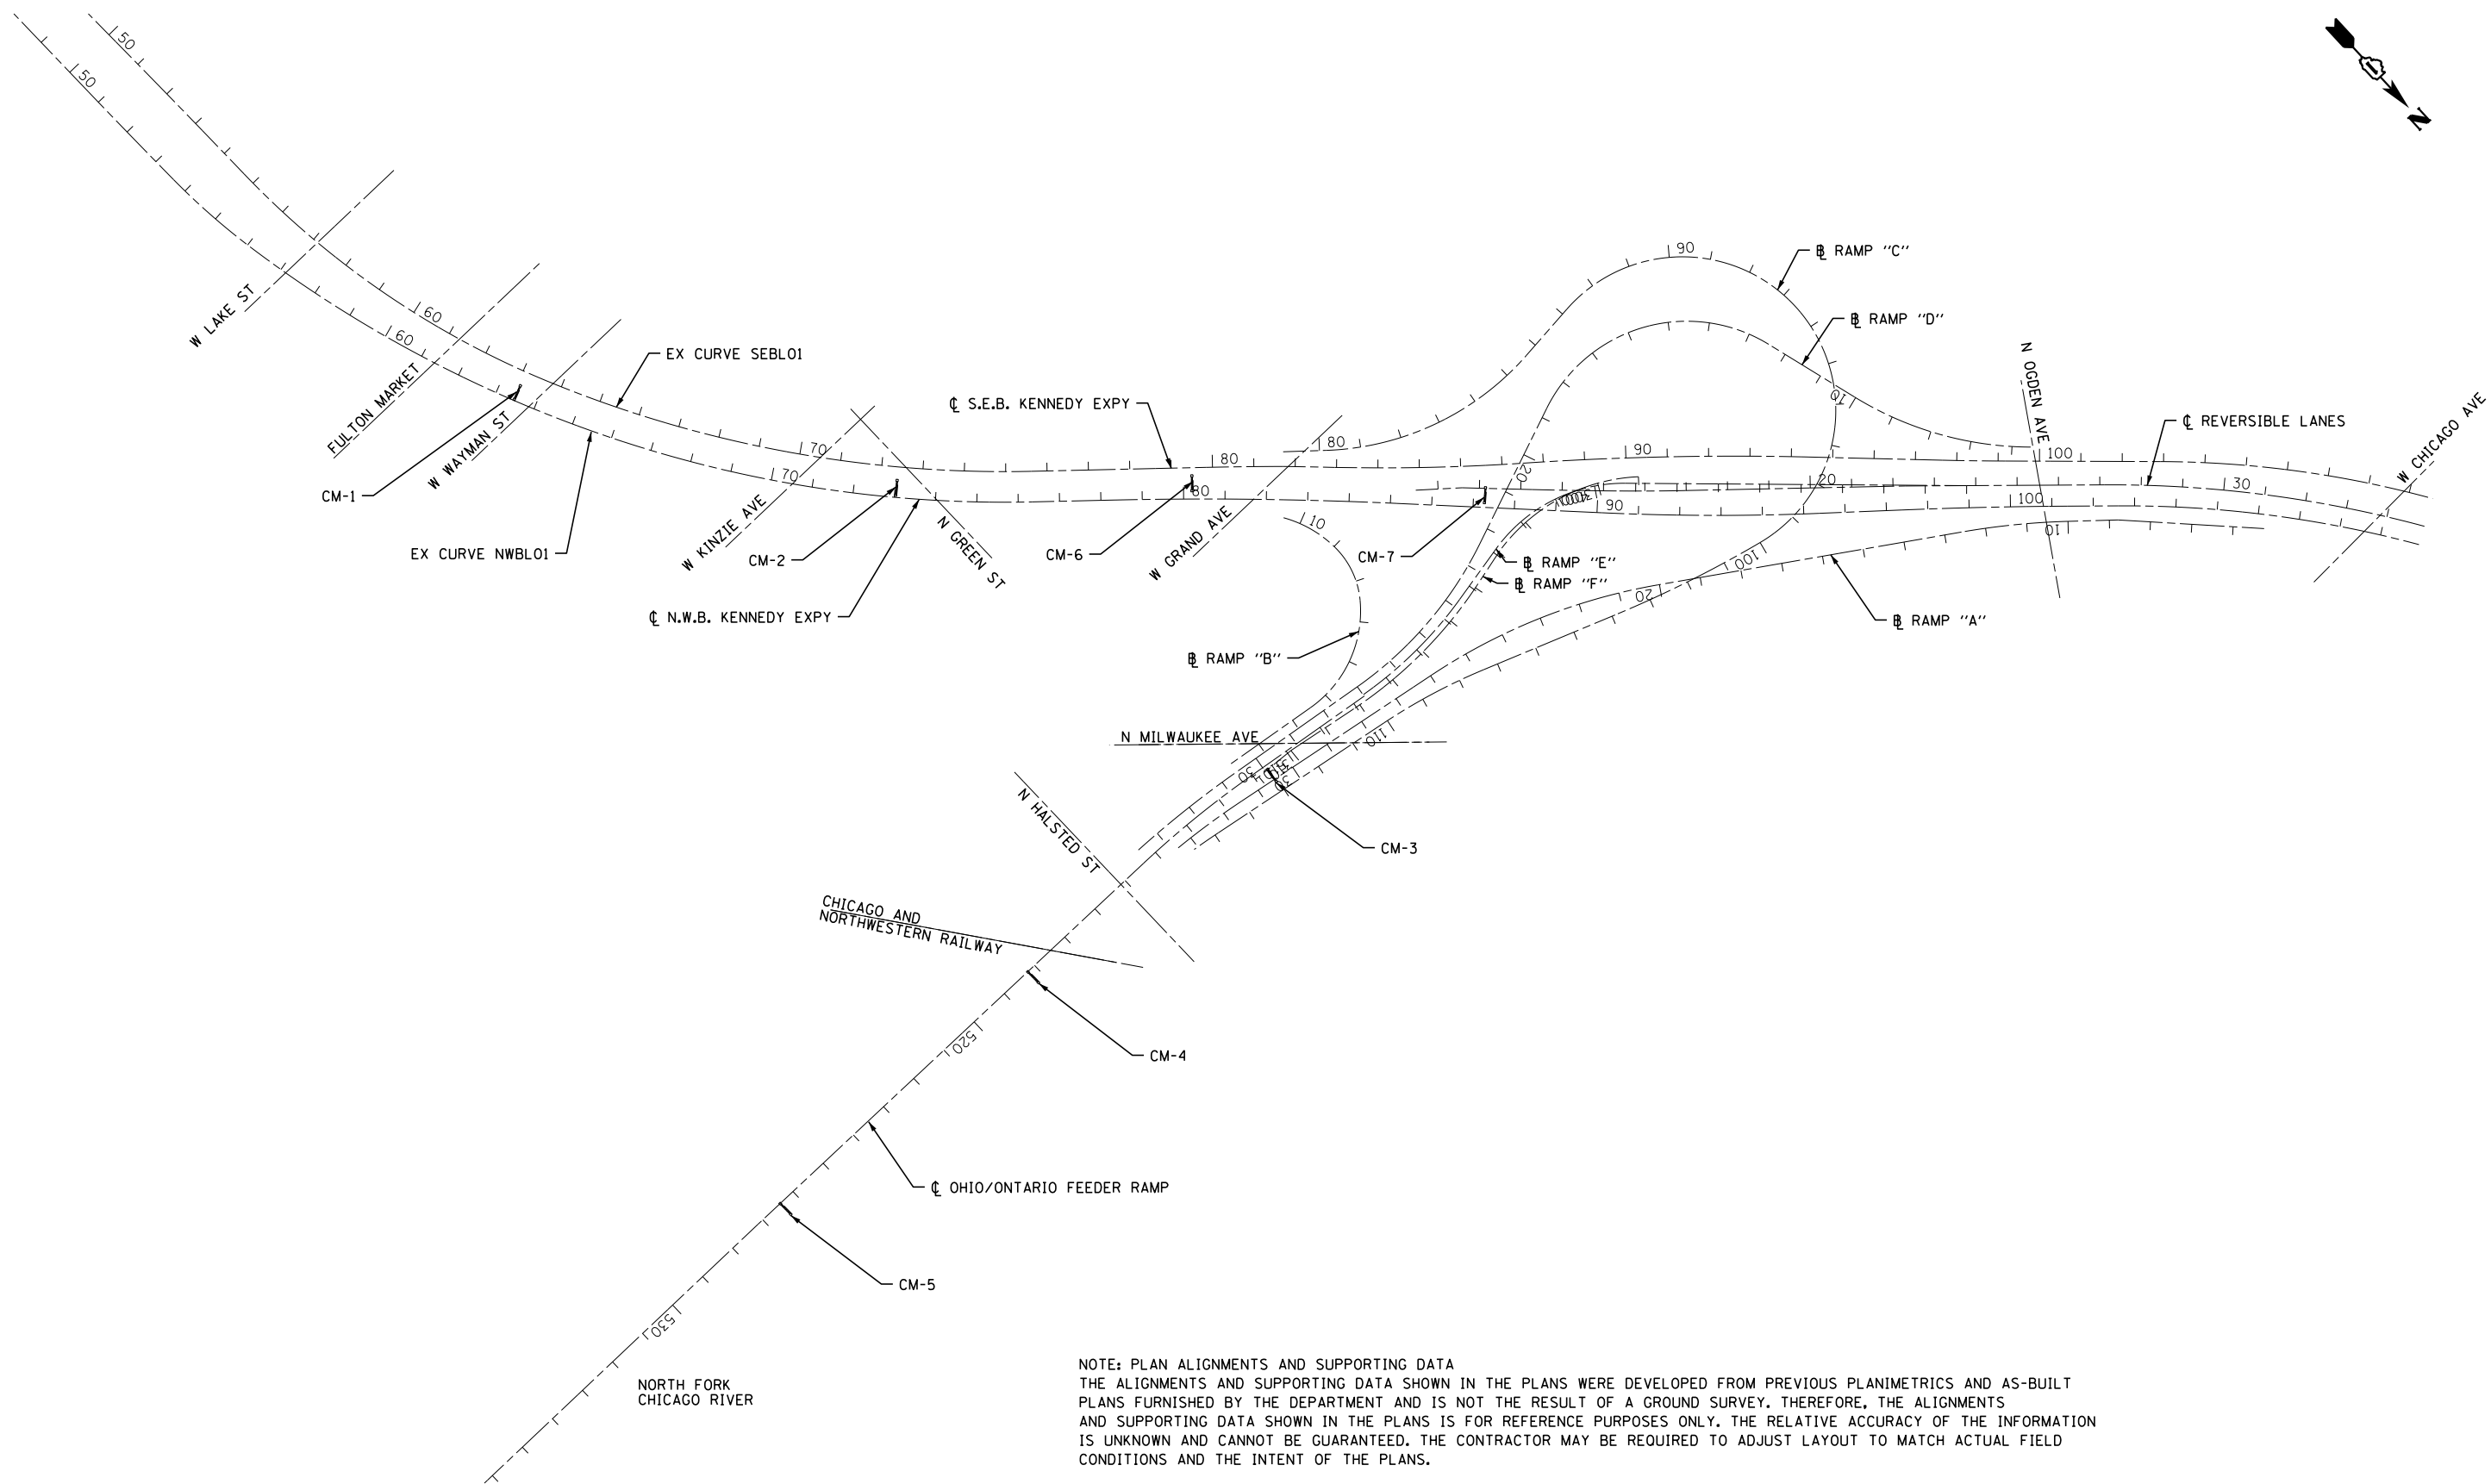 50
50
N
W LAKE ST
60
60
FULTON MARKET
W WAYMAN ST
EX CURVE SEBL01
CM-1
EX CURVE NWBL01
70
70
W KINZIE AVE
CM-2
N GREEN ST
℄ N.W.B. KENNEDY EXPY
℄ S.E.B. KENNEDY EXPY
80
80
CM-6
W GRAND AVE
80
90
BL RAMP "C"
BL RAMP "D"
10
N OGDEN AVE
℄ REVERSIBLE LANES
W CHICAGO AVE
90
20
20
100
30
90
100
10
CM-7
10
BL RAMP "E"
BL RAMP "F"
100
20
BL RAMP "A"
BL RAMP "B"
N MILWAUKEE AVE
110
30
30
CM-3
N HALSTED ST
CHICAGO AND
NORTHWESTERN RAILWAY
520
CM-4
℄ OHIO/ONTARIO FEEDER RAMP
CM-5
530
NORTH FORK
CHICAGO RIVER
NOTE: PLAN ALIGNMENTS AND SUPPORTING DATA
THE ALIGNMENTS AND SUPPORTING DATA SHOWN IN THE PLANS WERE DEVELOPED FROM PREVIOUS PLANIMETRICS AND AS-BUILT
PLANS FURNISHED BY THE DEPARTMENT AND IS NOT THE RESULT OF A GROUND SURVEY. THEREFORE, THE ALIGNMENTS
AND SUPPORTING DATA SHOWN IN THE PLANS IS FOR REFERENCE PURPOSES ONLY. THE RELATIVE ACCURACY OF THE INFORMATION
IS UNKNOWN AND CANNOT BE GUARANTEED. THE CONTRACTOR MAY BE REQUIRED TO ADJUST LAYOUT TO MATCH ACTUAL FIELD
CONDITIONS AND THE INTENT OF THE PLANS.